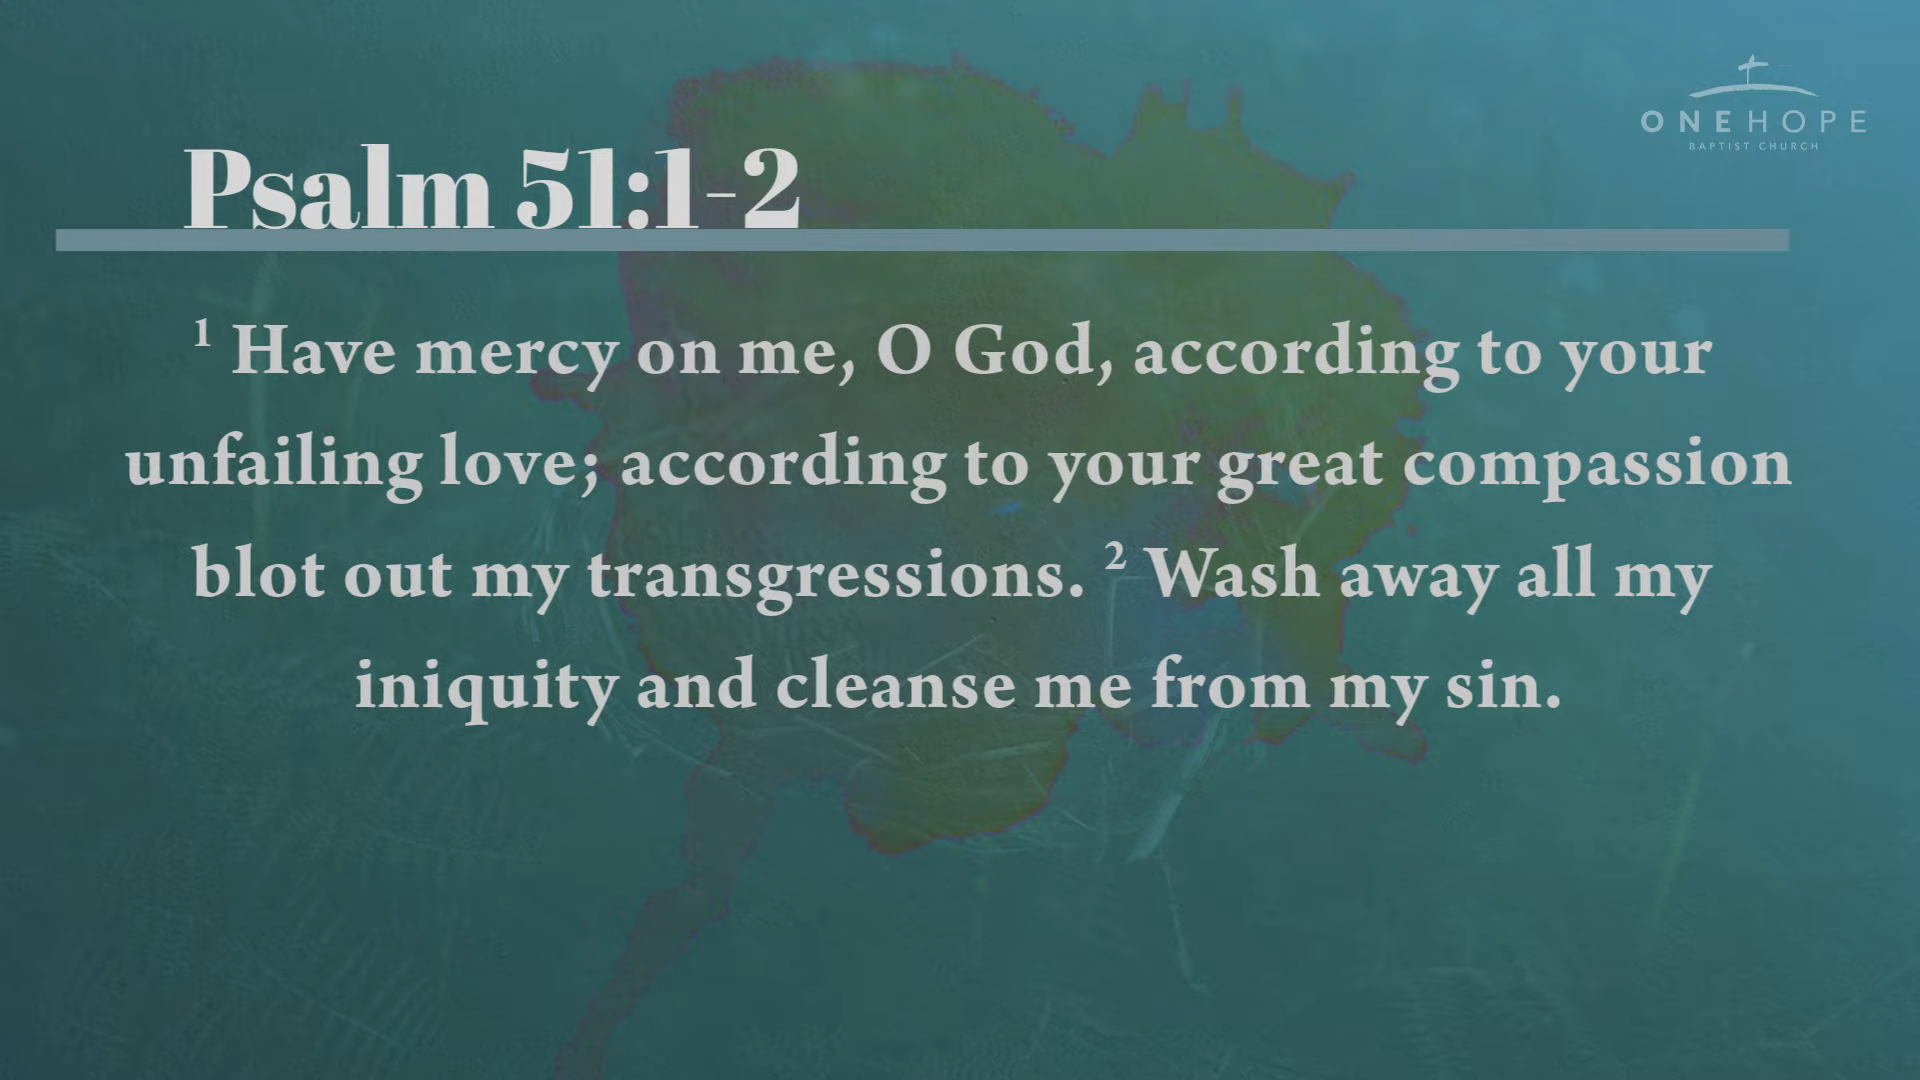 ONEHOPE
BAPTIST CHURCH
Psalm 51:1-2
¹ Have mercy on me, O God, according to your
unfailing love; according to your great compassion
blot out my transgressions. ² Wash away all my
iniquity and cleanse me from my sin.